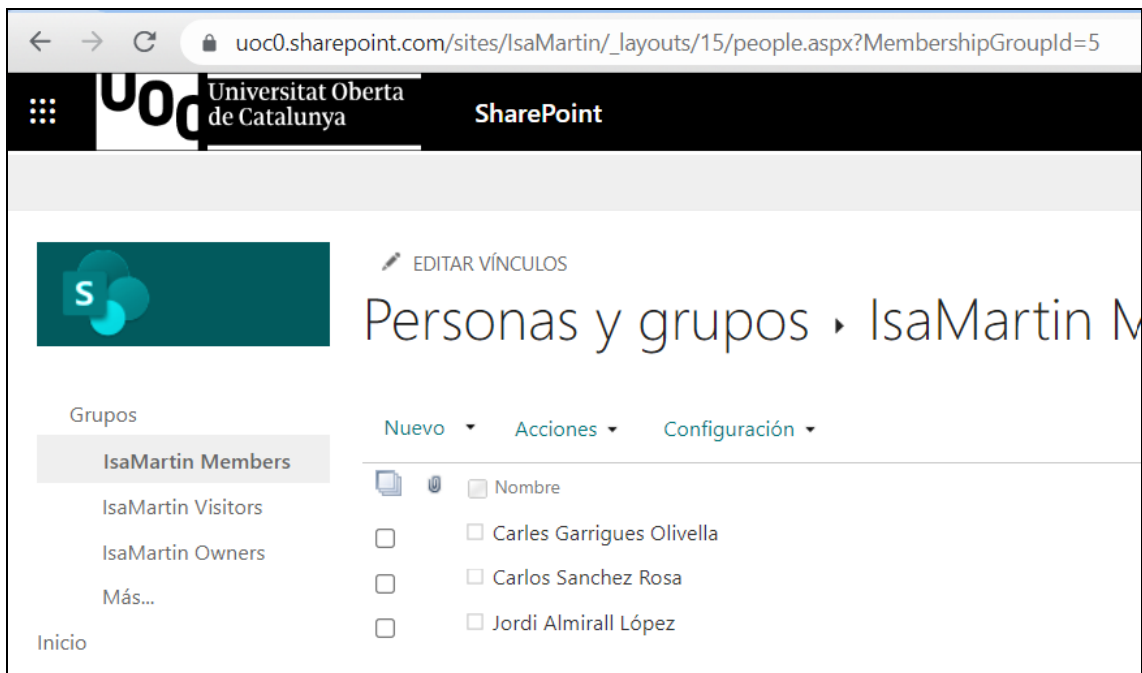 uoc0.sharepoint.com/sites/IsaMartin/_layouts/15/people.aspx?MembershipGroupId=5
UOC
Universitat Oberta
de Catalunya
SharePoint
S
EDITAR VÍNCULOS
Personas y grupos ▸ IsaMartin M
Grupos
IsaMartin Members
IsaMartin Visitors
IsaMartin Owners
Más...
Inicio
Nuevo Acciones Configuración
Nombre
Carles Garrigues Olivella
Carlos Sanchez Rosa
Jordi Almirall López